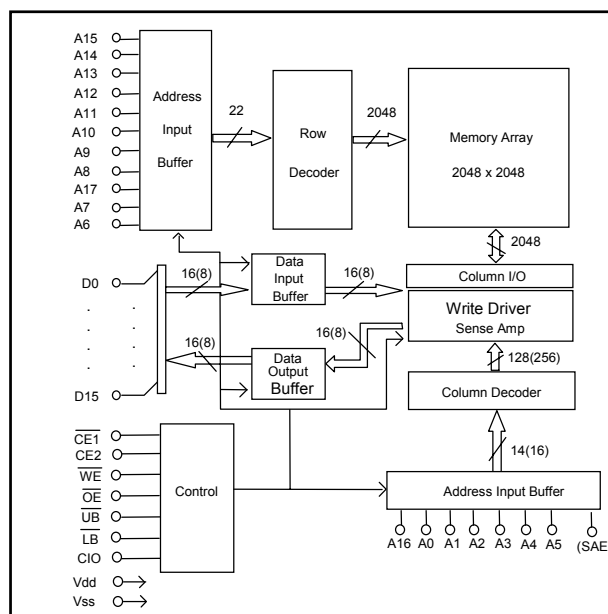 A15
A14
A13
A12
A11
A10
A9
A8
A17
A7
A6
Address
Input
Buffer
22
Row
Decoder
2048
Memory Array
2048 x 2048
2048
D0
.
.
.
.
D15
.
.
.
.
16(8)
Data
Input
Buffer
16(8)
Column I/O
Write Driver
Sense Amp
16(8)
Data
Output
Buffer
16(8)
128(256)
Column Decoder
14(16)
CE1
CE2
WE
OE
UB
LB
CIO
Vdd
Vss
Control
Address Input Buffer
A16 A0 A1 A2 A3 A4 A5 (SAE